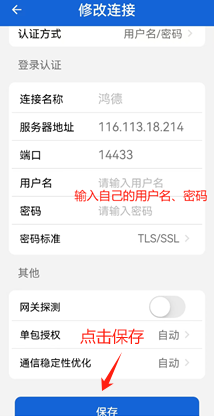 修改连接
认证方式 用户名/密码
登录认证
连接名称 鸿德
服务器地址 116.113.18.214
端口 14433
用户名 请输入用户名
输入自己的用户名、密码
密码 请输入密码
密码标准 TLS/SSL
其他
网关探测
单包授权 自动
点击保存
通信稳定性优化 自动
保存